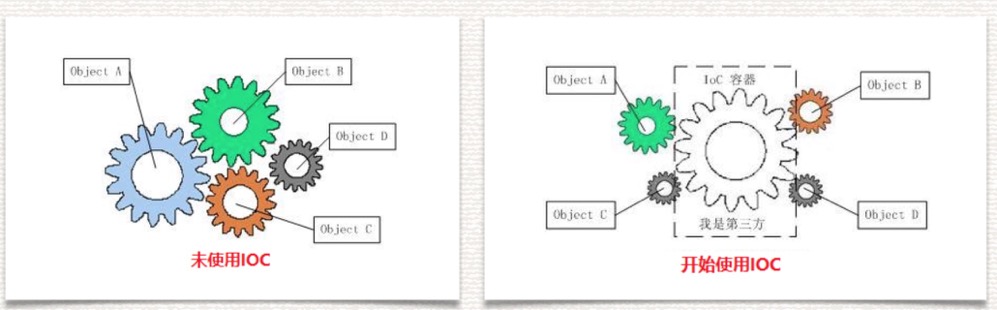 Object A
Object B
Object D
Object C
未使用IOC
Object A
IoC 容器
Object B
Object C
Object D
我是第三方
开始使用IOC